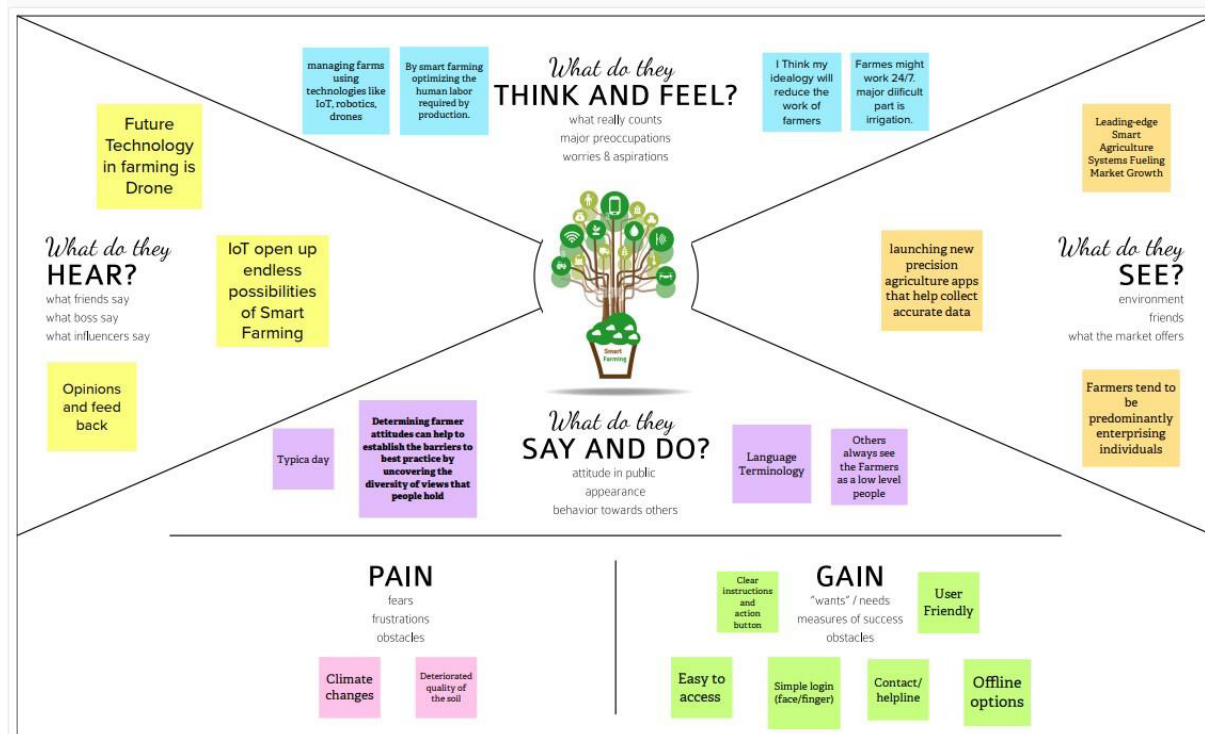 managing farms
using
technologies like
IoT, robotics,
drones
By smart farming
optimizing the
human labor
required by
production.
What do they
THINK AND FEEL?
what really counts
major preoccupations
worries & aspirations
I Think my
idealogy will
reduce the
work of
farmers
Farmes might
work 24/7.
major diificult
part is
irrigation.
Future
Technology
in farming is
Drone
What do they
HEAR?
what friends say
what boss say
what influencers say
IoT open up
endless
possibilities
of Smart
Farming
Opinions
and feed
back
Smart
Farming
Leading-edge
Smart
Agriculture
Systems Fueling
Market Growth
launching new
precision
agriculture apps
that help collect
accurate data
What do they
SEE?
environment
friends
what the market offers
Farmers tend to
be
predominantly
enterprising
individuals
Typica day
Determining farmer
attitudes can help to
establish the barriers to
best practice by
uncovering the
diversity of views that
people hold
What do they
SAY AND DO?
attitude in public
appearance
behavior towards others
Language
Terminology
Others
always see
the Farmers
as a low level
people
PAIN
fears
frustrations
obstacles
Climate
changes
Deteriorated
quality of
the soil
Clear
instructions
and
action
button
GAIN
"wants" / needs
measures of success
obstacles
User
Friendly
Easy to
access
Simple login
(face/finger)
Contact/
helpline
Offline
options